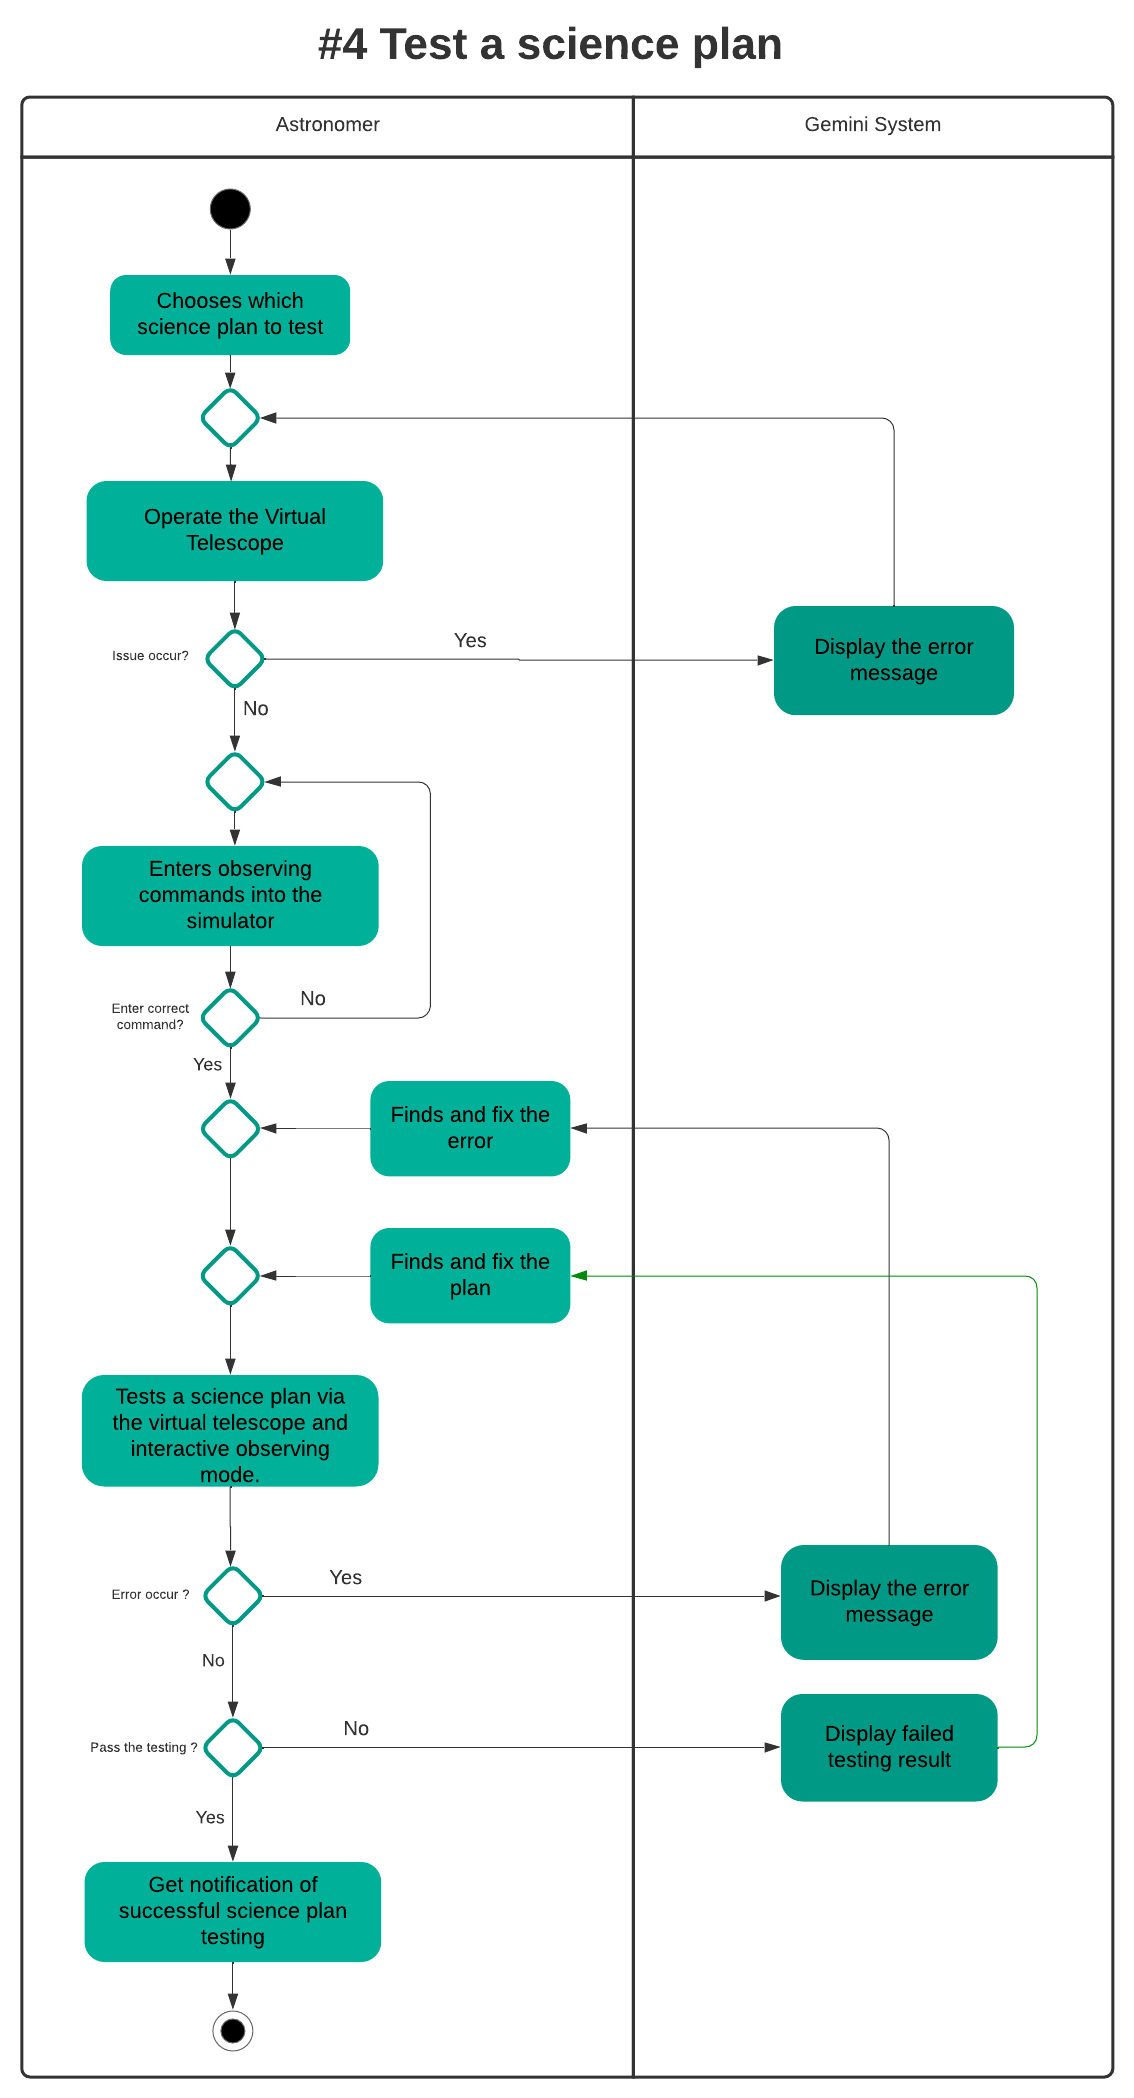 #4 Test a science plan
Astronomer
Gemini System
Chooses which
science plan to test
Operate the Virtual
Telescope
Issue occur?
Yes
Display the error
message
No
Enters observing
commands into the
simulator
Enter correct
command?
No
Yes
Finds and fix the
error
Finds and fix the
plan
Tests a science plan via
the virtual telescope and
interactive observing
mode.
Error occur ?
Yes
Display the error
message
No
Pass the testing ?
No
Display failed
testing result
Yes
Get notification of
successful science plan
testing